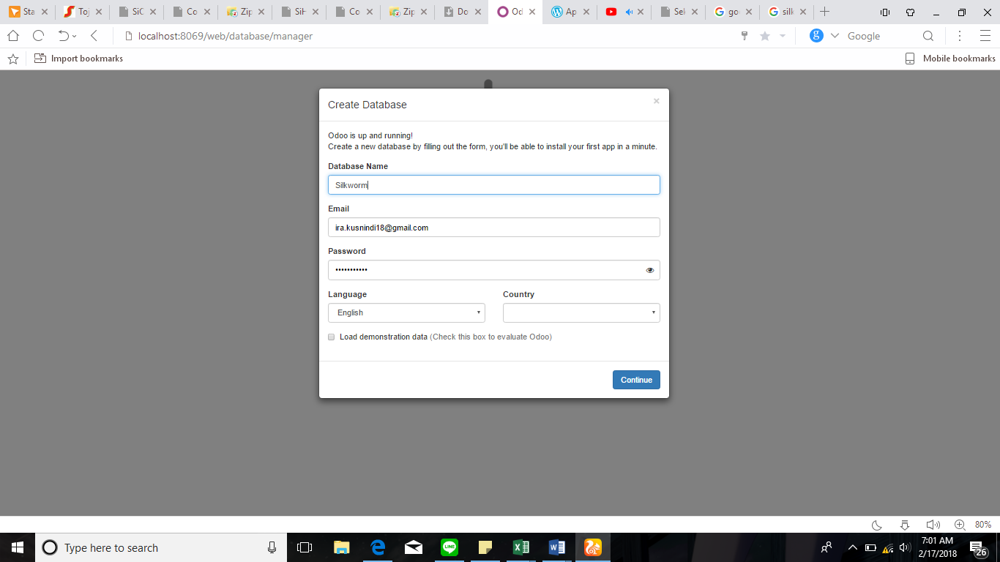 Sta
Toj
SiC
Co
Zip
SiH
Co
Zip
Do
Od
Ap
Sel
go
silk
localhost:8069/web/database/manager
Google
Import bookmarks
Mobile bookmarks
Create Database
×
Odoo is up and running!
Create a new database by filling out the form, you'll be able to install your first app in a minute.
Database Name
Silkworm
Email
ira.kusnindi18@gmail.com
Password
•••••••••••
Language
Country
English
Load demonstration data (Check this box to evaluate Odoo)
Continue
80%
Type here to search
LINE
7:01 AM
2/17/2018
26